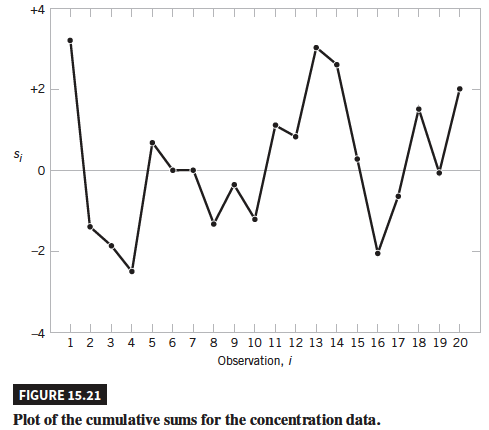 +4
+2
0
−2
−4
si
1 2 3 4 5 6 7 8 9 10 11 12 13 14 15 16 17 18 19 20
Observation, i
FIGURE 15.21
Plot of the cumulative sums for the concentration data.